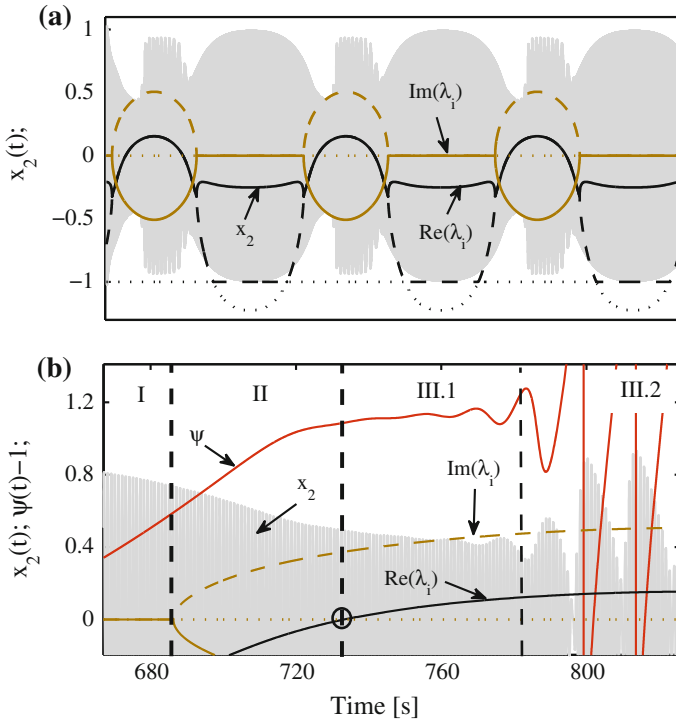 (a)
1
0.5
0
−0.5
−1
x₂(t);
Im(λᵢ)
x₂
Re(λᵢ)
(b)
I
II
III.1
III.2
1.2
0.8
0.4
0
x₂(t); ψ(t)−1;
ψ
x₂
Im(λᵢ)
Re(λᵢ)
680
720
760
800
Time [s]